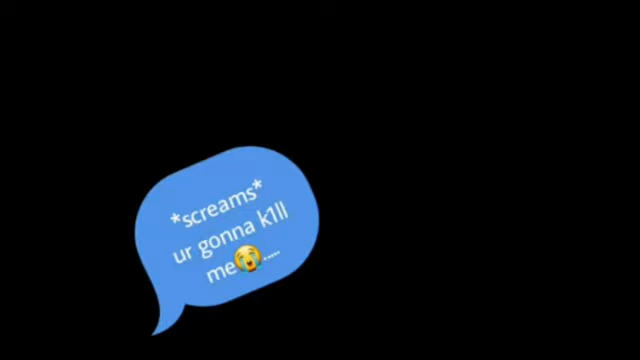 *screams*
ur gonna k1ll
me😭.....